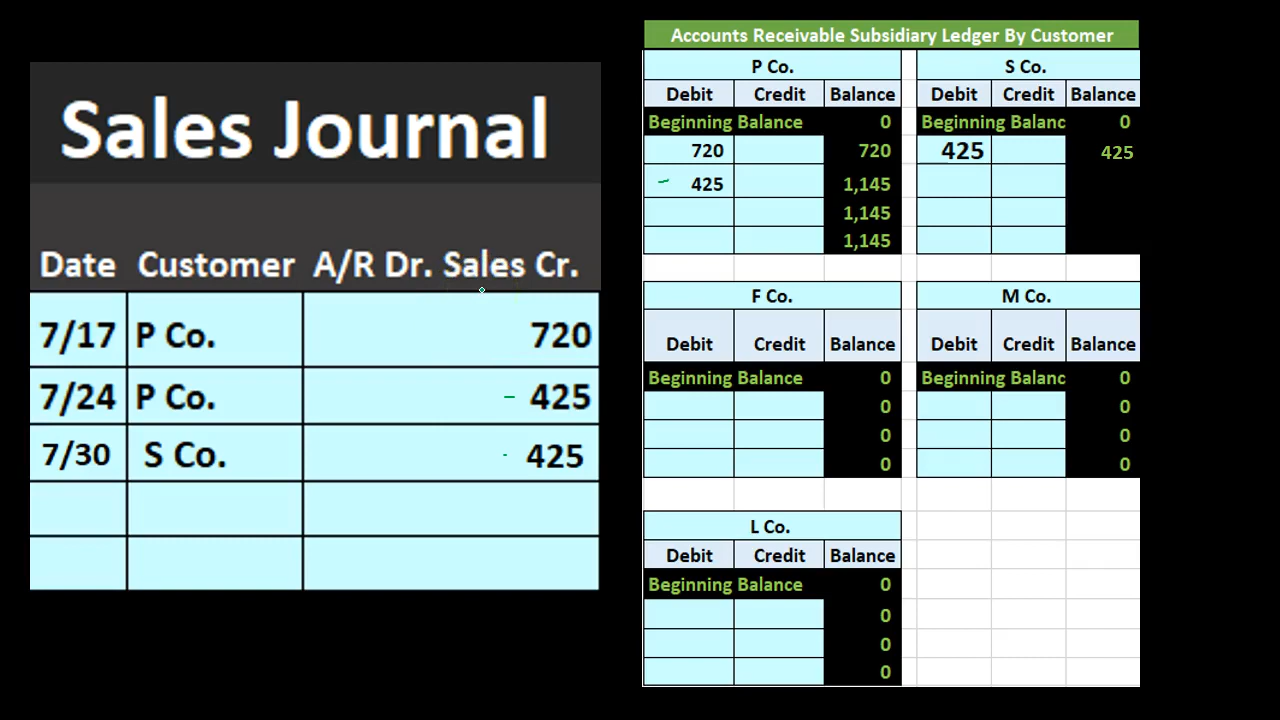 Sales Journal
Date Customer A/R Dr. Sales Cr.
7/17 P Co. 720
7/24 P Co. 425
7/30 S Co. 425
Accounts Receivable Subsidiary Ledger By Customer
P Co.
Debit Credit Balance
Beginning Balance 0
720 720
425 1,145
1,145
1,145
S Co.
Debit Credit Balance
Beginning Balanc 0
425 425
F Co.
Debit Credit Balance
Beginning Balance 0
0
0
0
M Co.
Debit Credit Balance
Beginning Balanc 0
0
0
0
L Co.
Debit Credit Balance
Beginning Balance 0
0
0
0